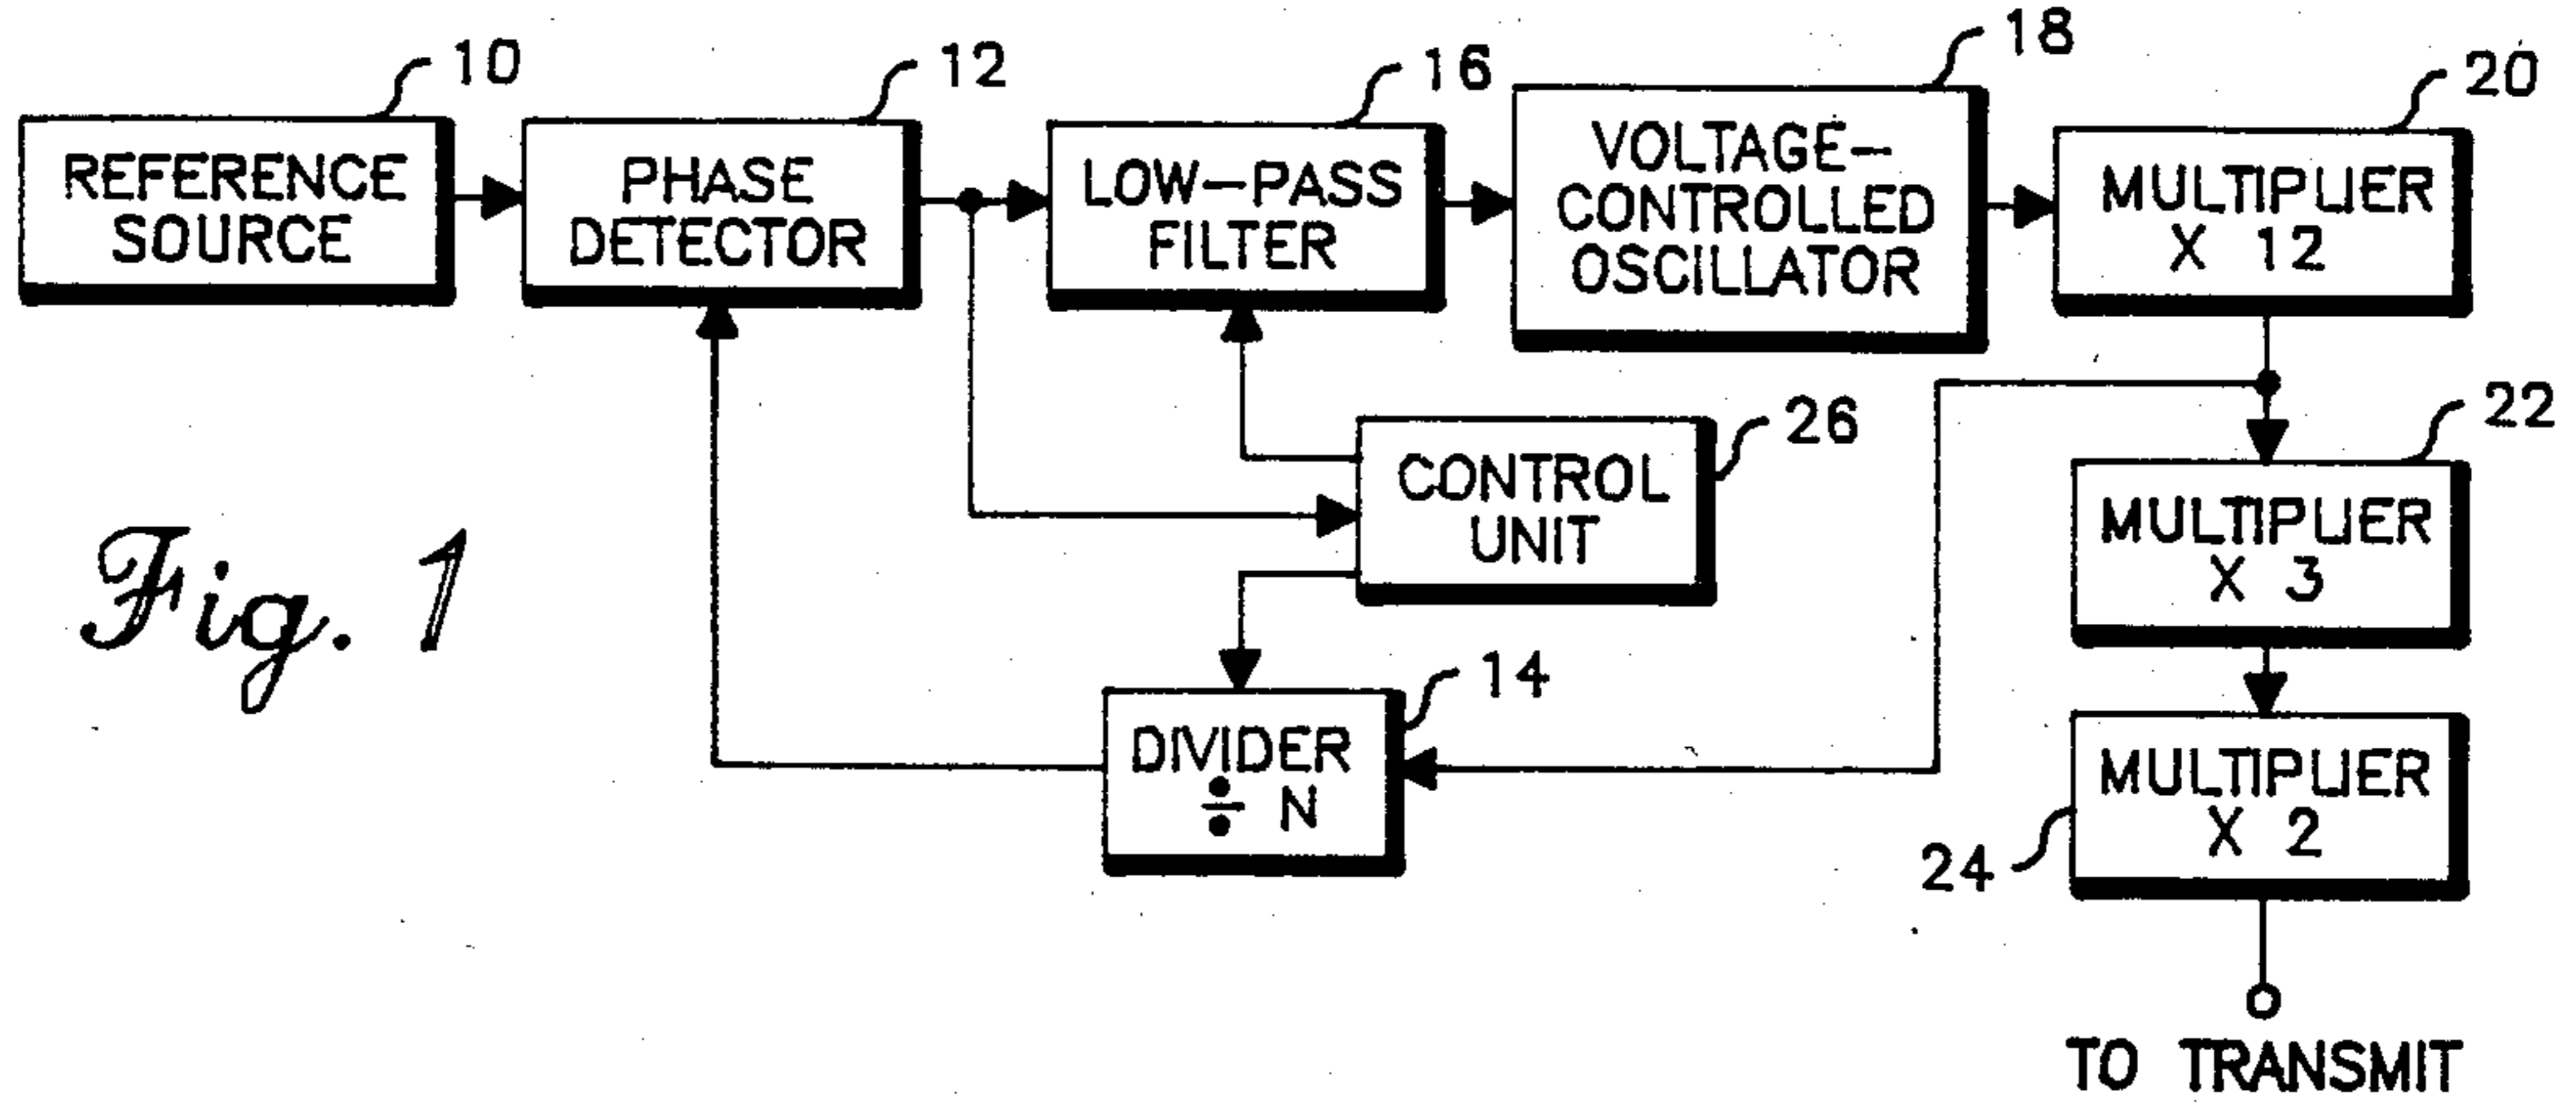 10
REFERENCE
SOURCE
12
PHASE
DETECTOR
16
LOW-PASS
FILTER
18
VOLTAGE-
CONTROLLED
OSCILLATOR
20
MULTIPLIER
X 12
22
MULTIPLIER
X 3
24
MULTIPLIER
X 2
TO TRANSMIT
26
CONTROL
UNIT
14
DIVIDER
÷ N
Fig. 1